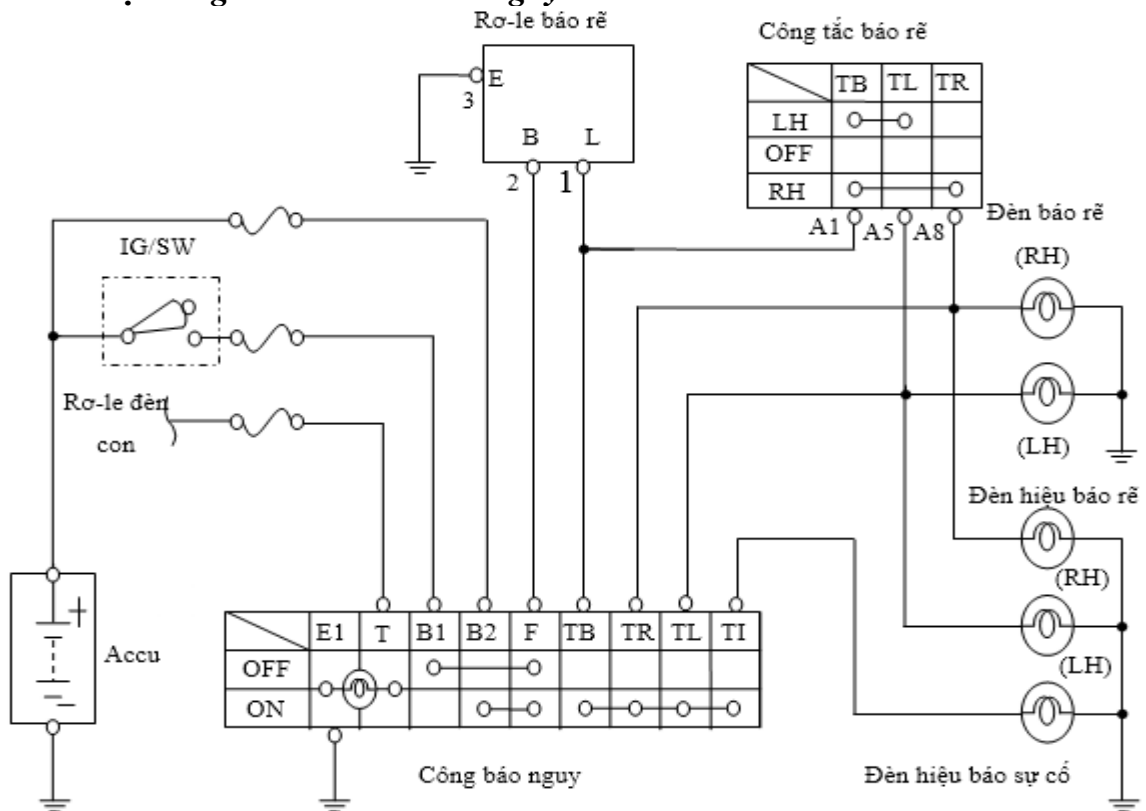 Rơ-le báo rẽ
Công tắc báo rẽ
E
3
B L
2 1
TB TL TR
LH
OFF
RH
A1 A5 A8
Đèn báo rẽ
(RH)
(LH)
IG/SW
Rơ-le đèn
con
Đèn hiệu báo rẽ
(RH)
(LH)
+
Accu
E1 T B1 B2 F TB TR TL TI
OFF
ON
Công báo nguy
Đèn hiệu báo sự cố